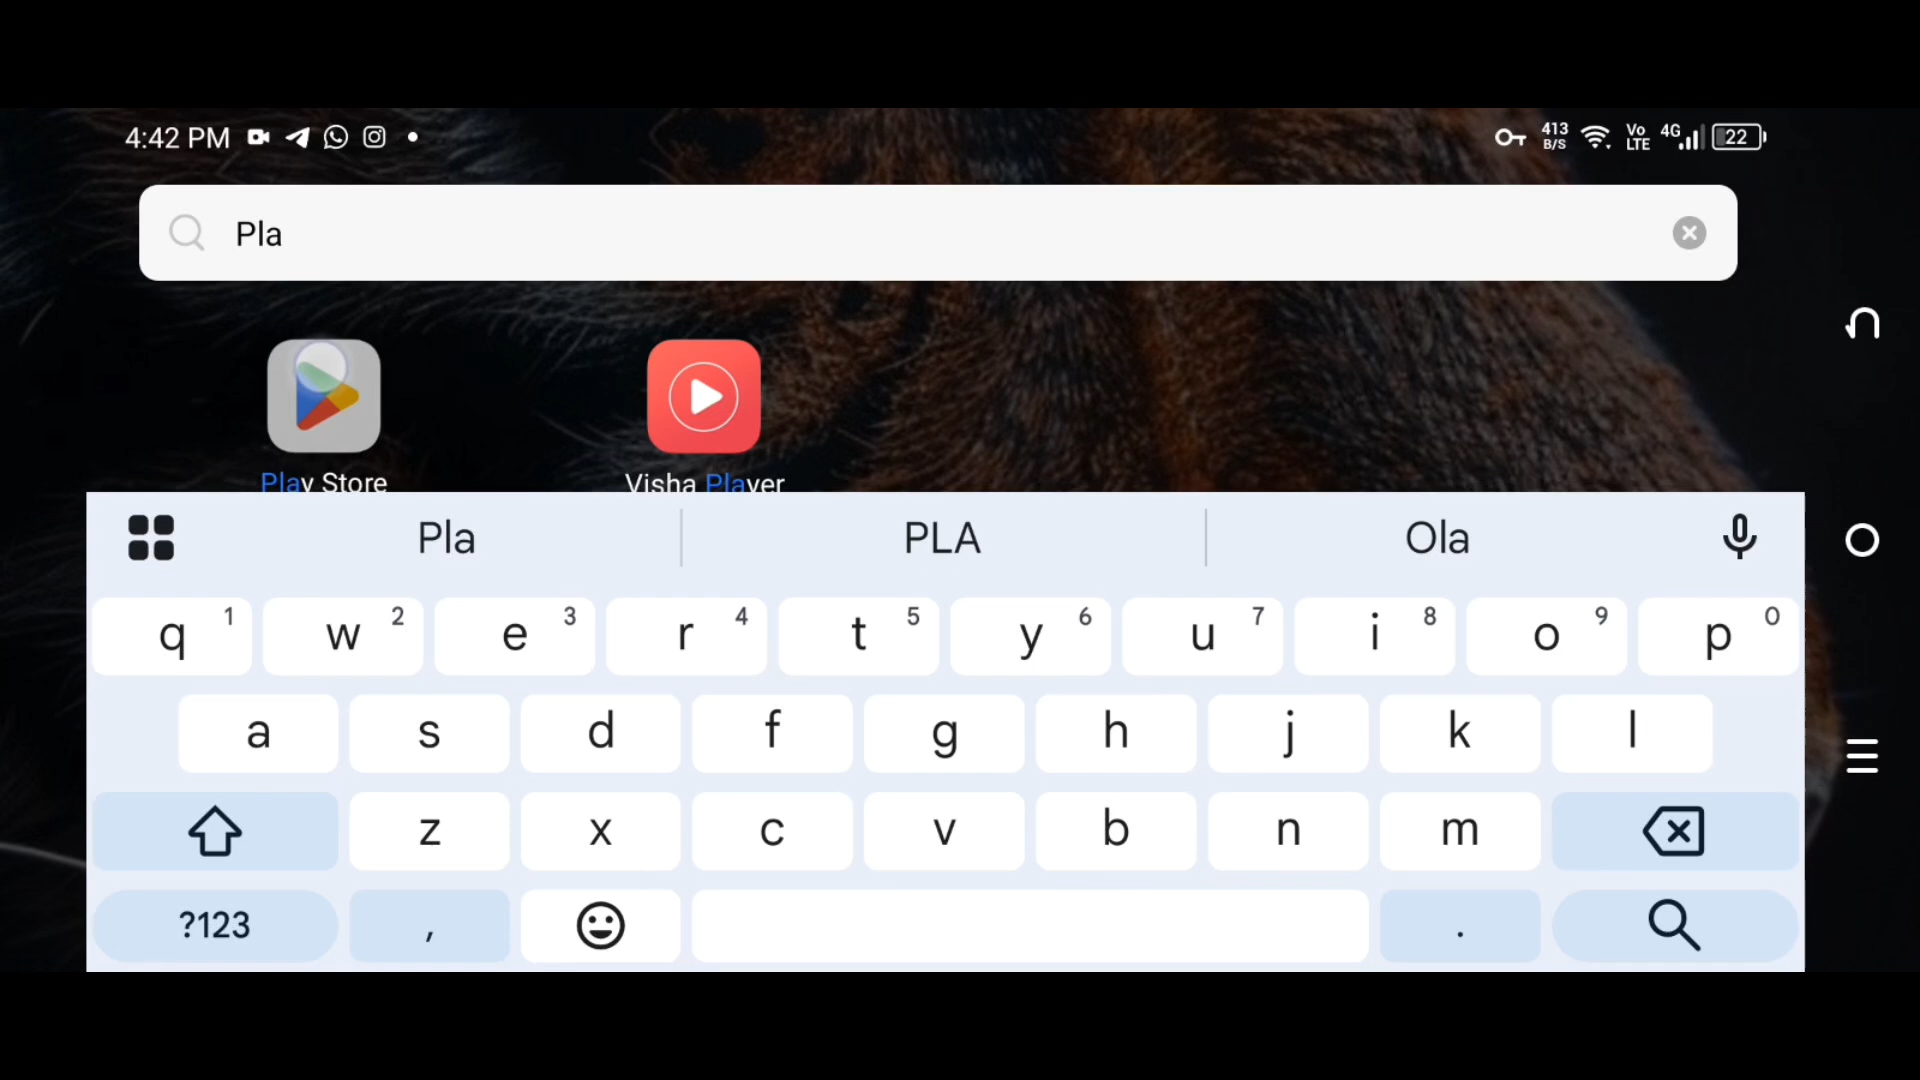 4:42 PM 413 B/S Vo LTE 4G 22
Pla
Play Store Visha Player
Pla PLA Ola
q 1 w 2 e 3 r 4 t 5 y 6 u 7 i 8 o 9 p 0
a s d f g h j k l
z x c v b n m
?123 , .